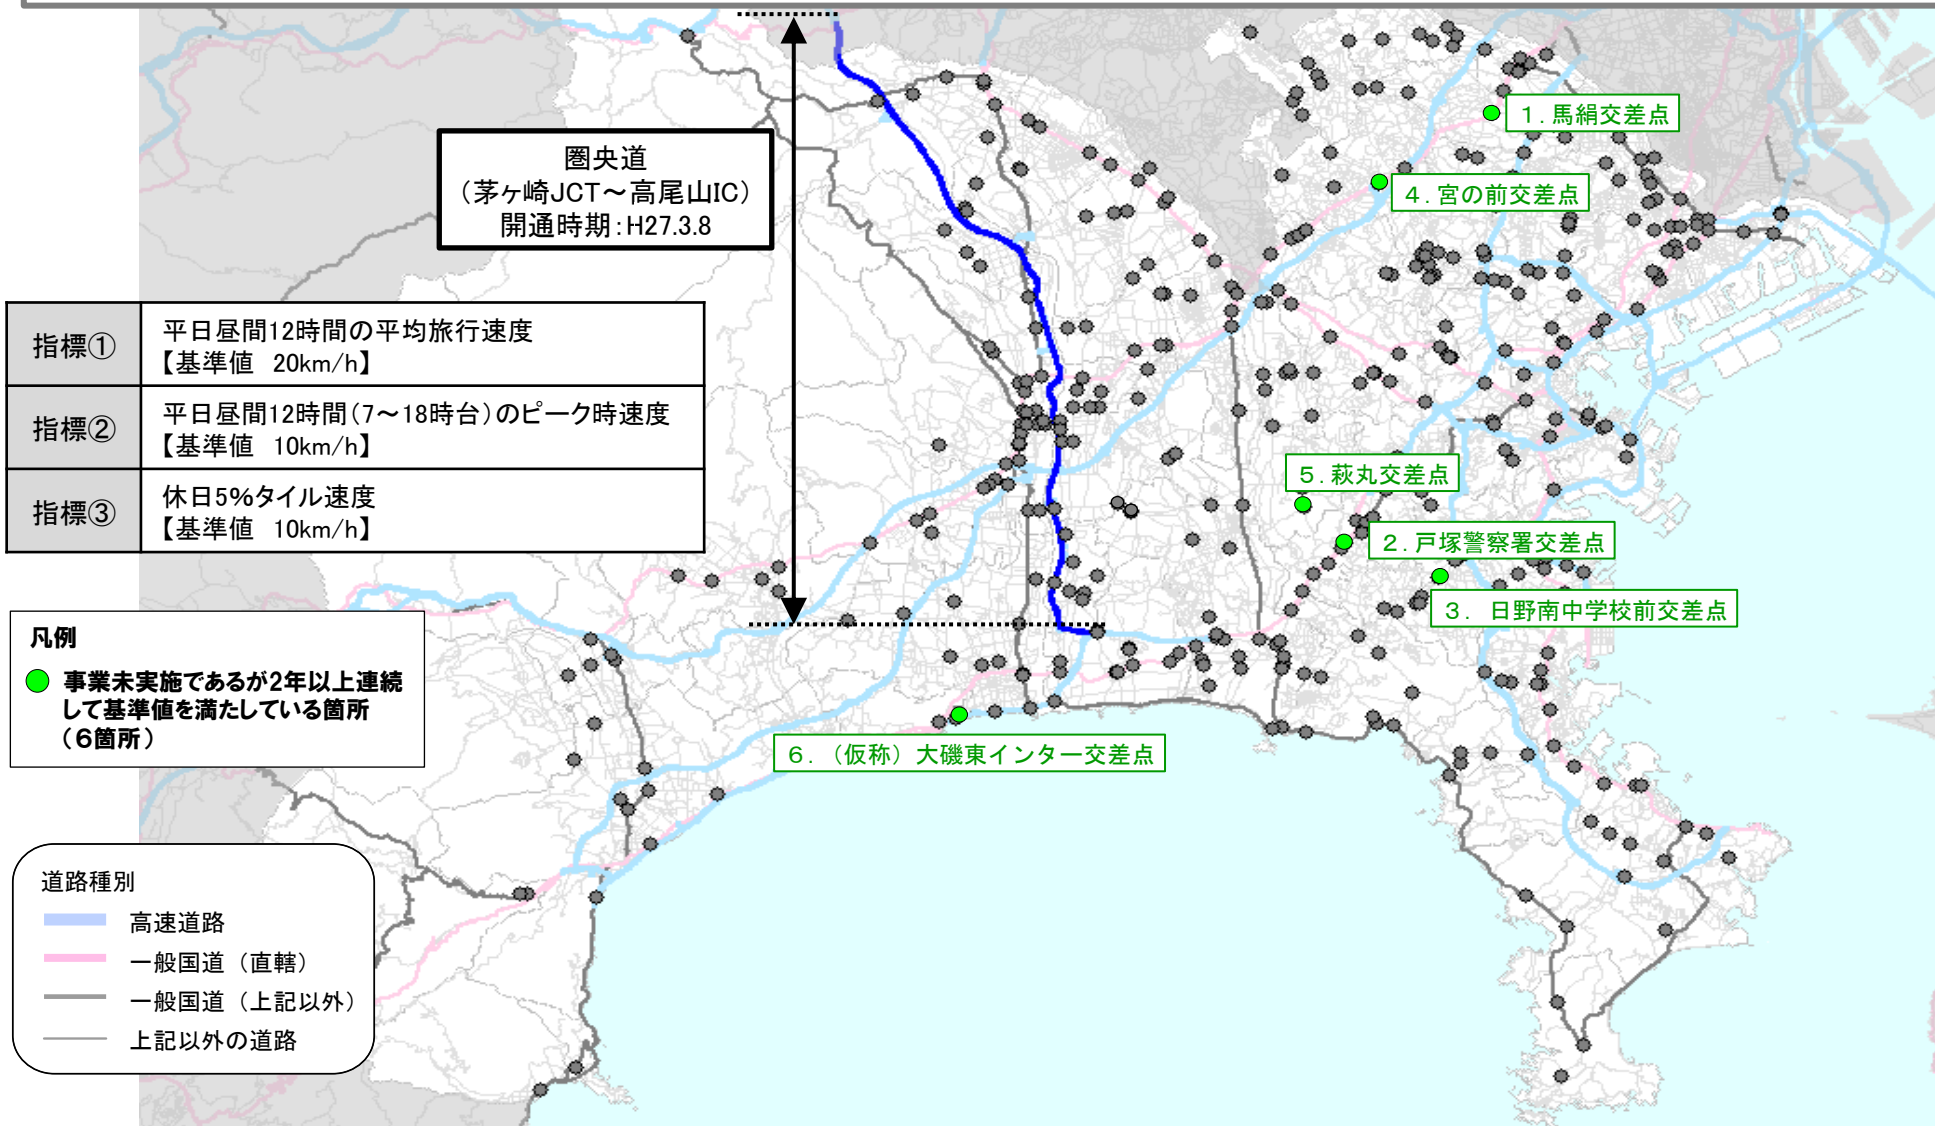 圏央道
（茅ヶ崎JCT～高尾山IC）
開通時期：H27.3.8
指標①
平日昼間12時間の平均旅行速度
【基準値　20km/h】
指標②
平日昼間12時間（7～18時台）のピーク時速度
【基準値　10km/h】
指標③
休日5%タイル速度
【基準値　10km/h】
1．馬絹交差点
4．宮の前交差点
5．萩丸交差点
2．戸塚警察署交差点
3．日野南中学校前交差点
6．（仮称）大磯東インター交差点
凡例
事業未実施であるが2年以上連続
して基準値を満たしている箇所
（6箇所）
道路種別
高速道路
一般国道（直轄）
一般国道（上記以外）
上記以外の道路